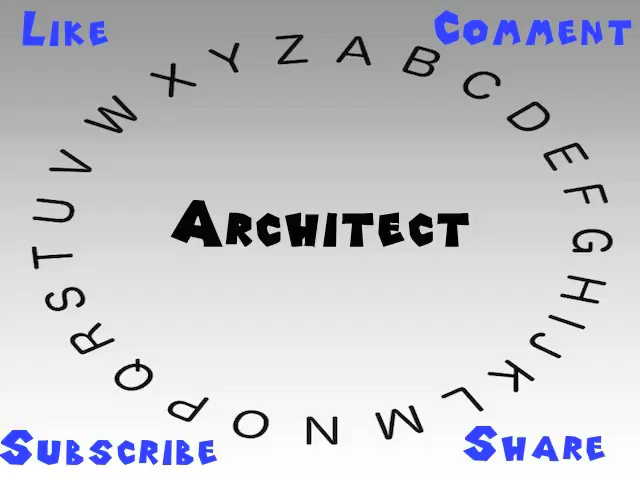 Like
Comment
A B C D E F G H I J K L M N O P Q R S T U V W X Y Z
Architect
Subscribe
Share